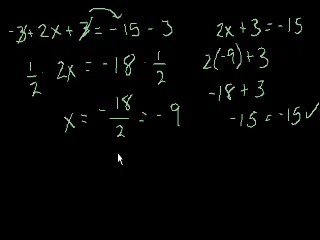 -3+2x+3=-15-3
1/2 · 2x = -18 · 1/2
x = -18/2 = -9
2x+3=-15
2(-9)+3
-18+3
-15=-15✓